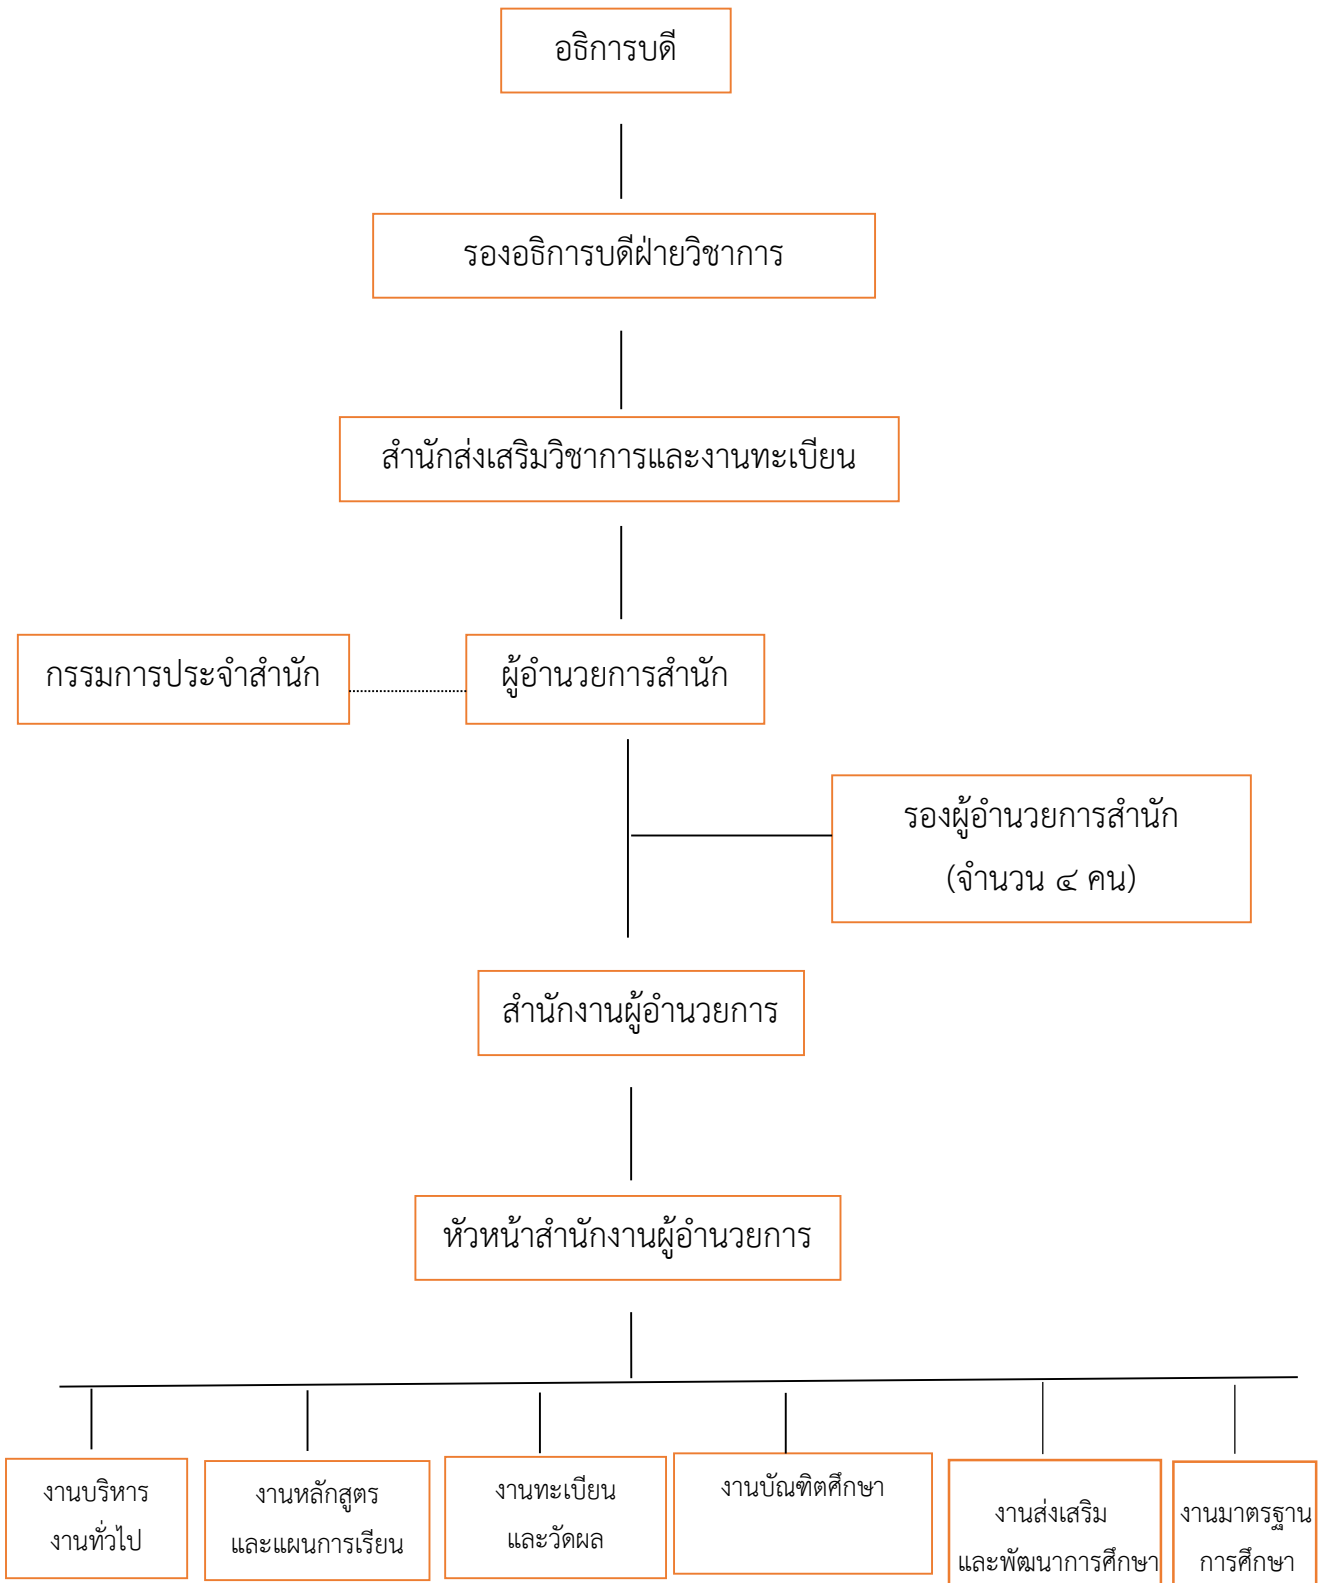 อธิการบดี
รองอธิการบดีฝ่ายวิชาการ
สำนักส่งเสริมวิชาการและงานทะเบียน
กรรมการประจำสำนัก
ผู้อำนวยการสำนัก
รองผู้อำนวยการสำนัก
(จำนวน ๔ คน)
สำนักงานผู้อำนวยการ
หัวหน้าสำนักงานผู้อำนวยการ
งานบริหาร
งานทั่วไป
งานหลักสูตร
และแผนการเรียน
งานทะเบียน
และวัดผล
งานบัณฑิตศึกษา
งานส่งเสริม
และพัฒนาการศึกษา
งานมาตรฐาน
การศึกษา